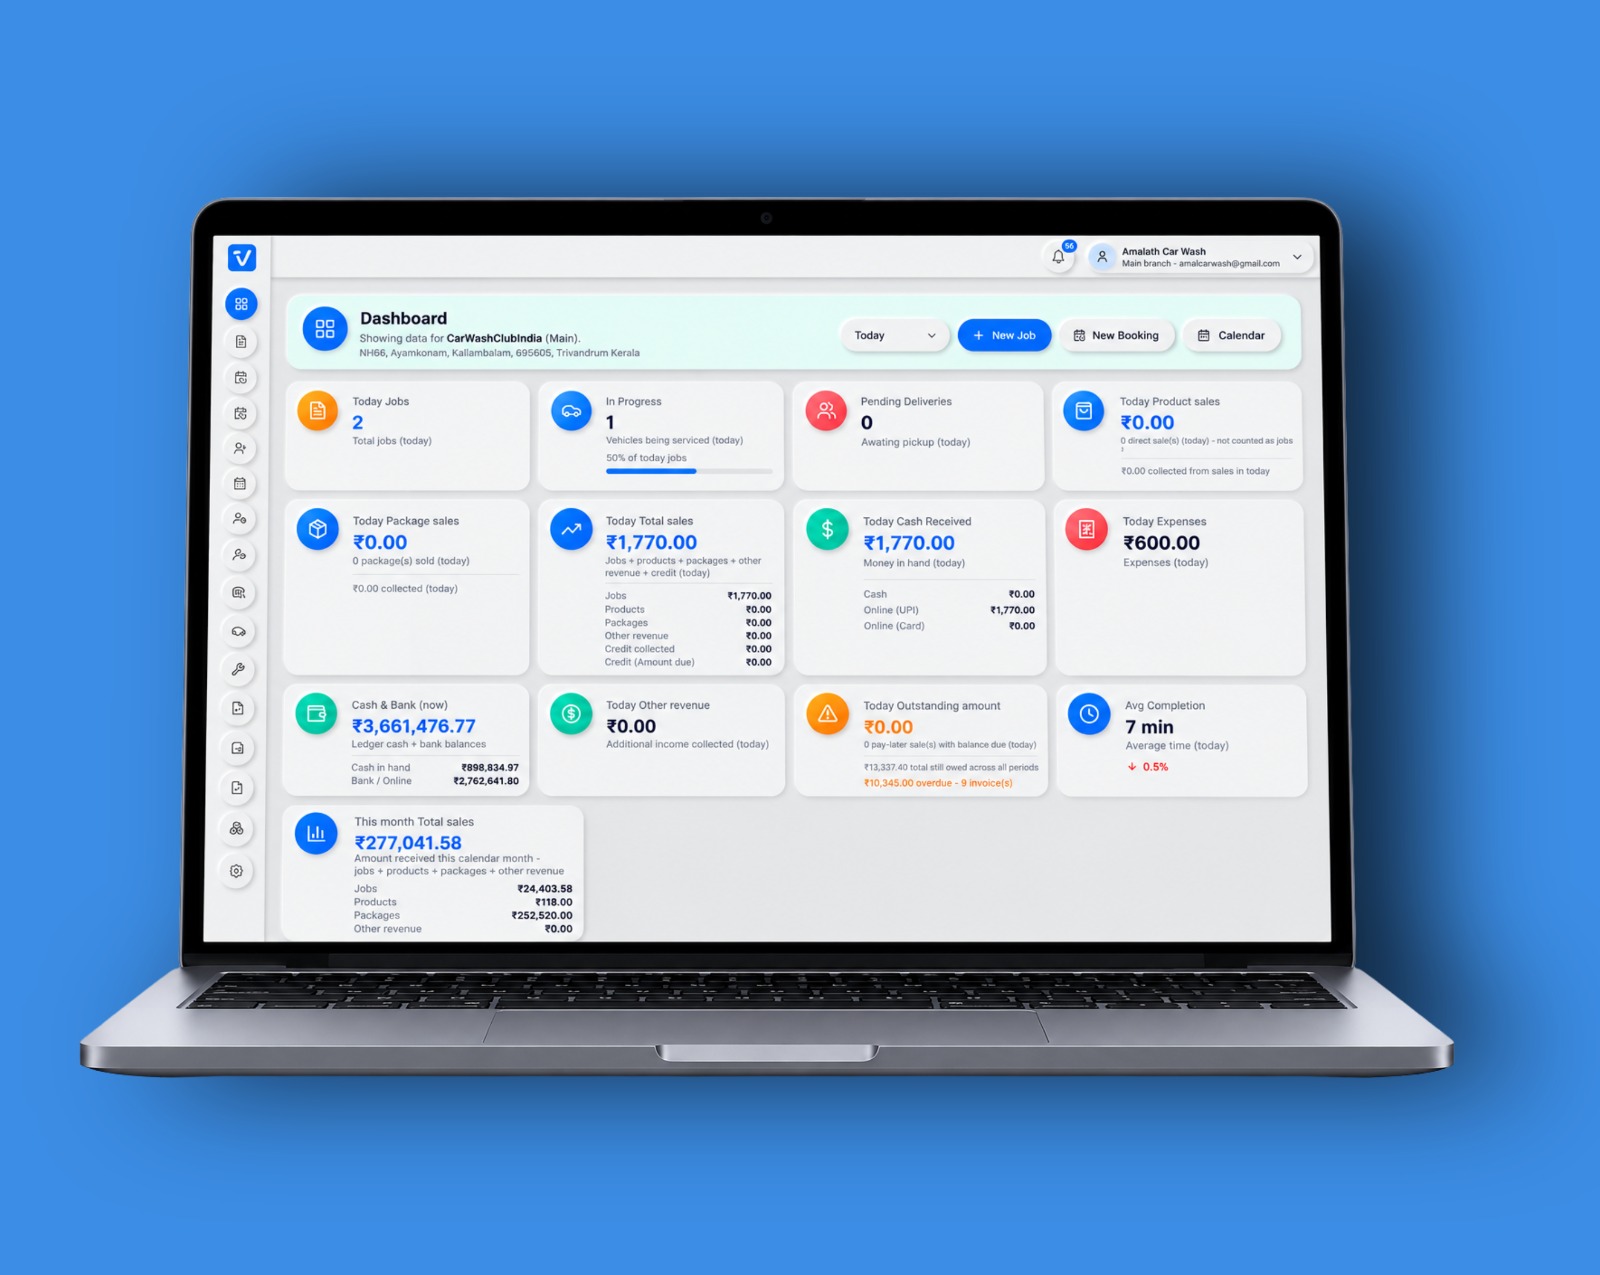 56
Amalath Car Wash
Main branch - amalcarwash@gmail.com
Dashboard
Showing data for CarWashClubIndia (Main).
NH66, Ayamkonam, Kallambalam, 695605, Trivandrum Kerala
Today
+ New Job
New Booking
Calendar
Today Jobs
2
Total jobs (today)
In Progress
1
Vehicles being serviced (today)
50% of today jobs
Pending Deliveries
0
Awating pickup (today)
Today Product sales
₹0.00
0 direct sale(s) (today) - not counted as jobs
₹0.00 collected from sales in today
Today Package sales
₹0.00
0 package(s) sold (today)
₹0.00 collected (today)
Today Total sales
₹1,770.00
Jobs + products + packages + other
revenue + credit (today)
Jobs ₹1,770.00
Products ₹0.00
Packages ₹0.00
Other revenue ₹0.00
Credit collected ₹0.00
Credit (Amount due) ₹0.00
Today Cash Received
₹1,770.00
Money in hand (today)
Cash ₹0.00
Online (UPI) ₹1,770.00
Online (Card) ₹0.00
Today Expenses
₹600.00
Expenses (today)
Cash & Bank (now)
₹3,661,476.77
Ledger cash + bank balances
Cash in hand ₹898,834.97
Bank / Online ₹2,762,641.80
Today Other revenue
₹0.00
Additional income collected (today)
Today Outstanding amount
₹0.00
0 pay-later sale(s) with balance due (today)
₹13,337.40 total still owed across all periods
₹10,345.00 overdue - 9 invoice(s)
Avg Completion
7 min
Average time (today)
↓ 0.5%
This month Total sales
₹277,041.58
Amount received this calendar month -
jobs + products + packages + other revenue
Jobs ₹24,403.58
Products ₹118.00
Packages ₹252,520.00
Other revenue ₹0.00